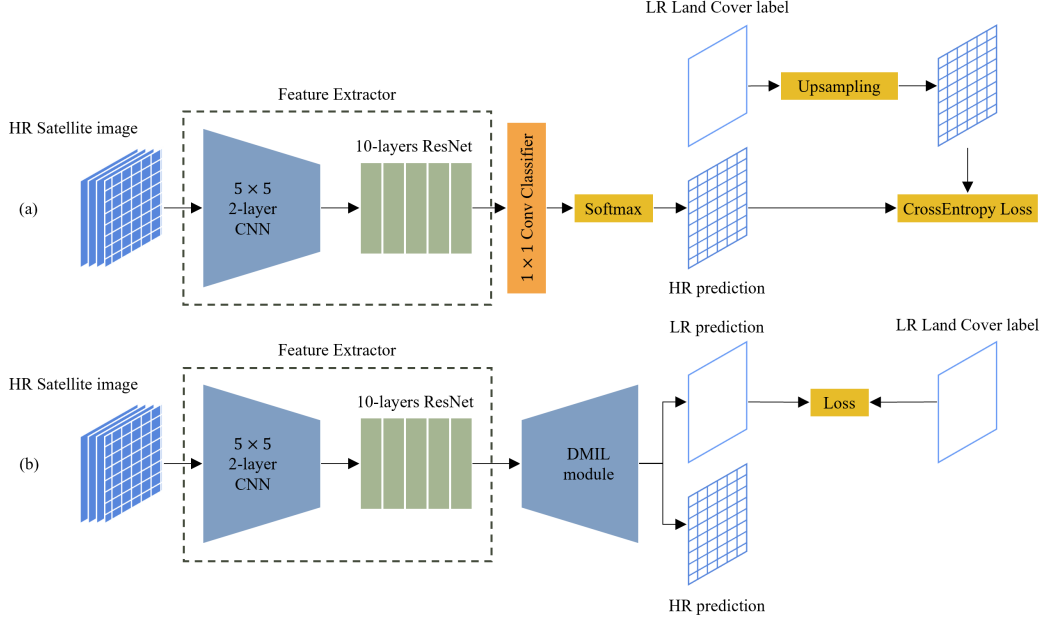 LR Land Cover label
Upsampling
Feature Extractor
HR Satellite image
10-layers ResNet
(a)
5 × 5
2-layer
CNN
1 × 1 Conv Classifier
Softmax
CrossEntropy Loss
HR prediction
LR prediction
LR Land Cover label
Feature Extractor
HR Satellite image
10-layers ResNet
Loss
(b)
5 × 5
2-layer
CNN
DMIL
module
HR prediction